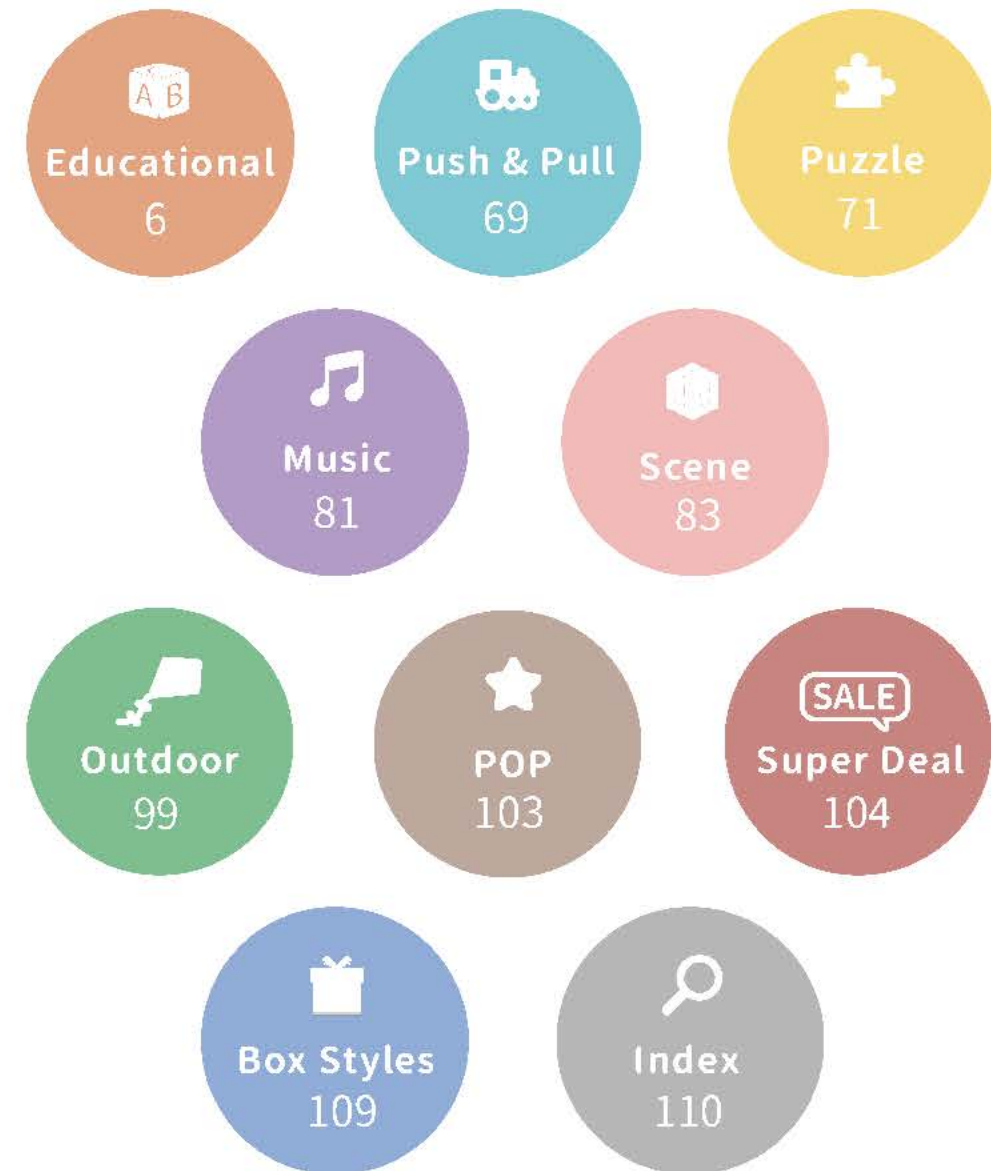 A B
Educational
6
Push & Pull
69
Puzzle
71
Music
81
Scene
83
Outdoor
99
POP
103
SALE
Super Deal
104
Box Styles
109
Index
110